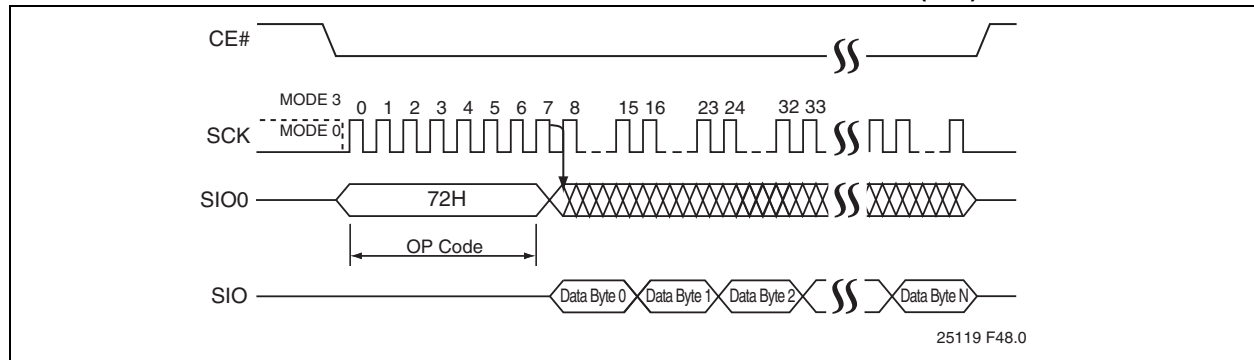 CE#
MODE 3
0 1 2 3 4 5 6 7 8 15 16 23 24 32 33
SCK
MODE 0
SIO0
72H
OP Code
SIO
Data Byte 0 Data Byte 1 Data Byte 2 Data Byte N
25119 F48.0